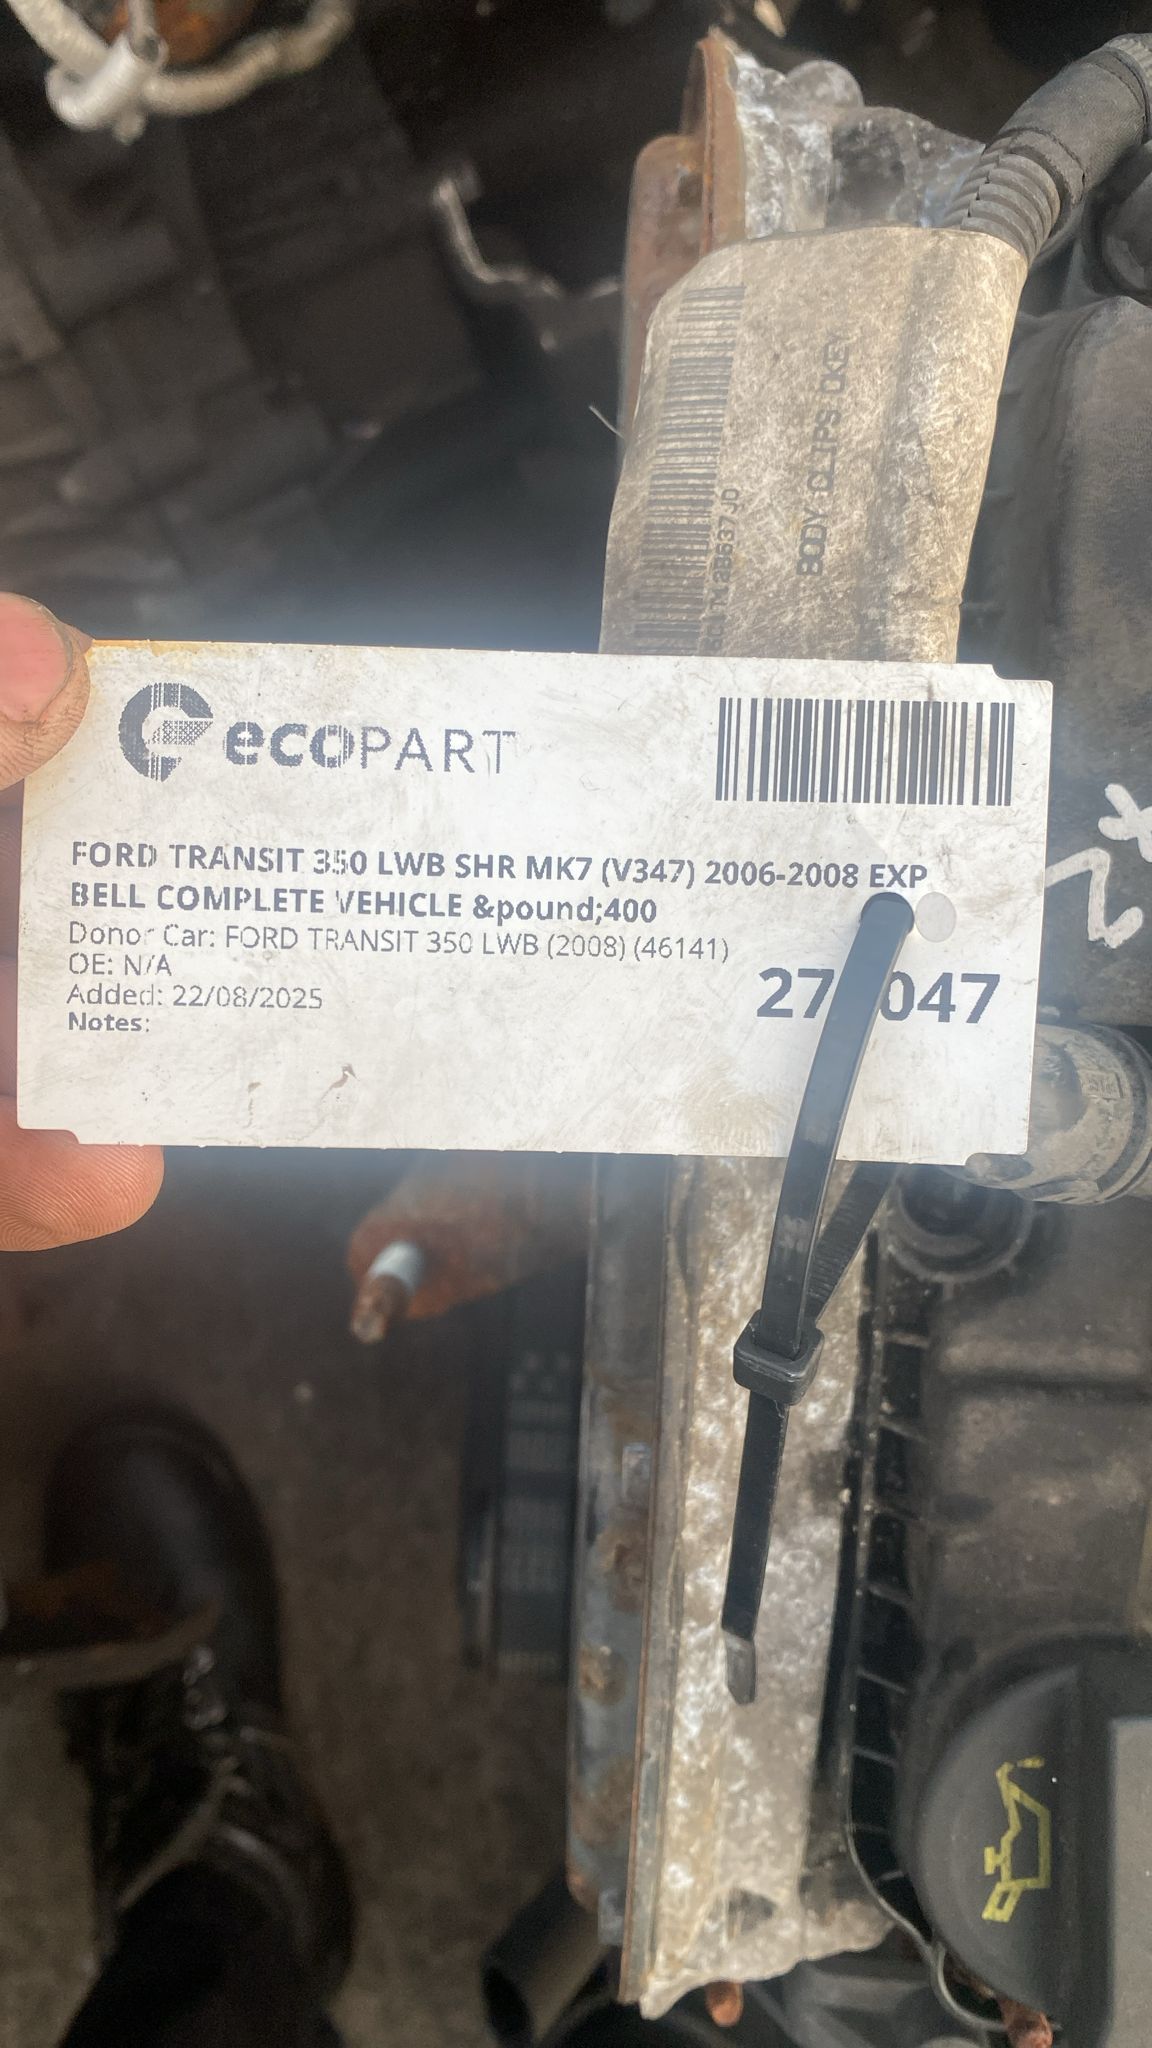 BODY CLIPS OKEY
ecoPART
FORD TRANSIT 350 LWB SHR MK7 (V347) 2006-2008 EXP
BELL COMPLETE VEHICLE &pound;400
Donor Car: FORD TRANSIT 350 LWB (2008) (46141)
OE: N/A
Added: 22/08/2025
Notes: